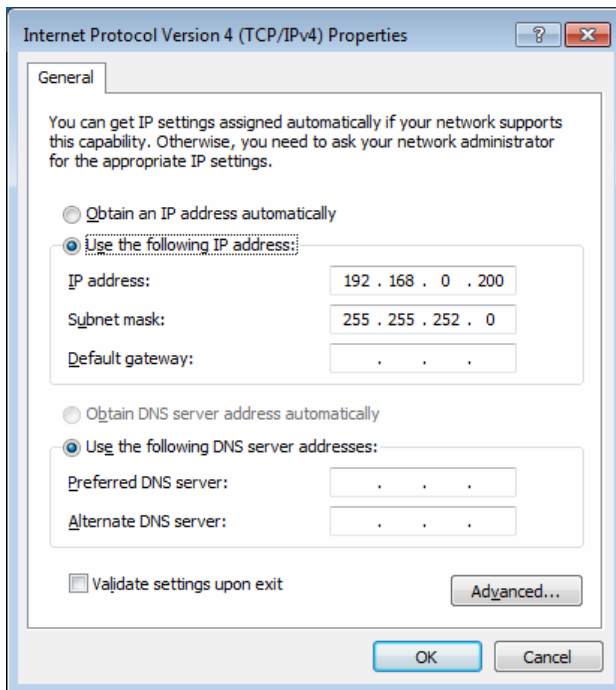 Internet Protocol Version 4 (TCP/IPv4) Properties
General
You can get IP settings assigned automatically if your network supports
this capability. Otherwise, you need to ask your network administrator
for the appropriate IP settings.
Obtain an IP address automatically
Use the following IP address:
IP address: 192 . 168 . 0 . 200
Subnet mask: 255 . 255 . 252 . 0
Default gateway: . . .
Obtain DNS server address automatically
Use the following DNS server addresses:
Preferred DNS server: . . .
Alternate DNS server: . . .
Validate settings upon exit
Advanced...
OK Cancel